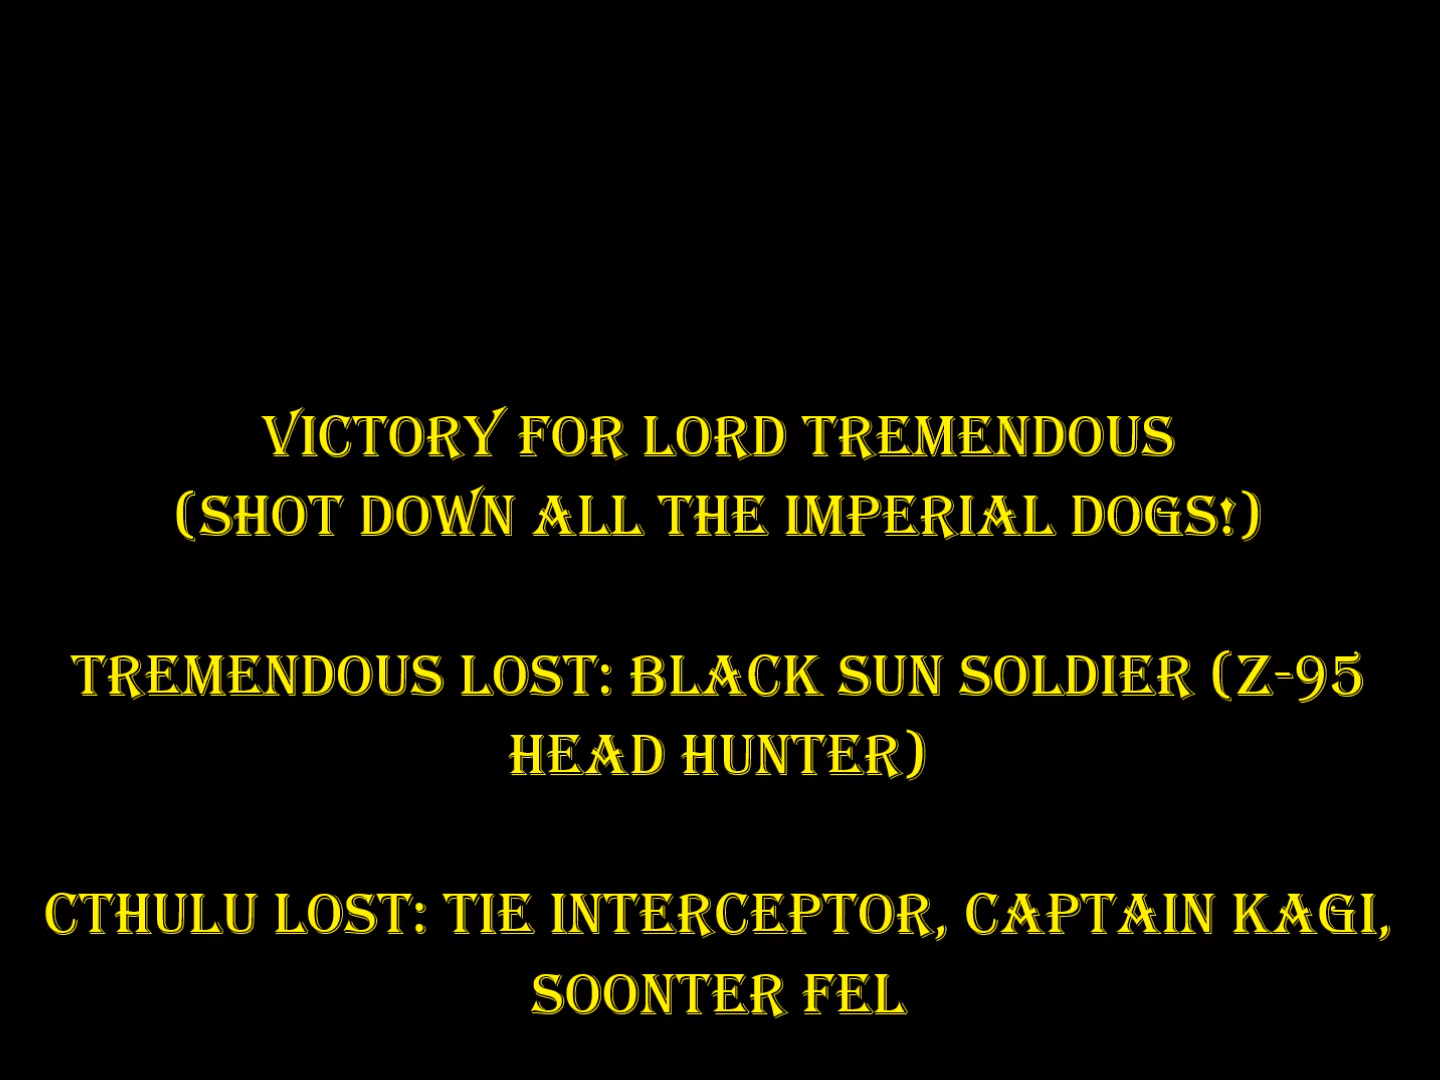 VICTORY FOR LORD TREMENDOUS
(SHOT DOWN ALL THE IMPERIAL DOGS!)
TREMENDOUS LOST: BLACK SUN SOLDIER (Z-95
HEAD HUNTER)
CTHULU LOST: TIE INTERCEPTOR, CAPTAIN KAGI,
SOONTER FEL